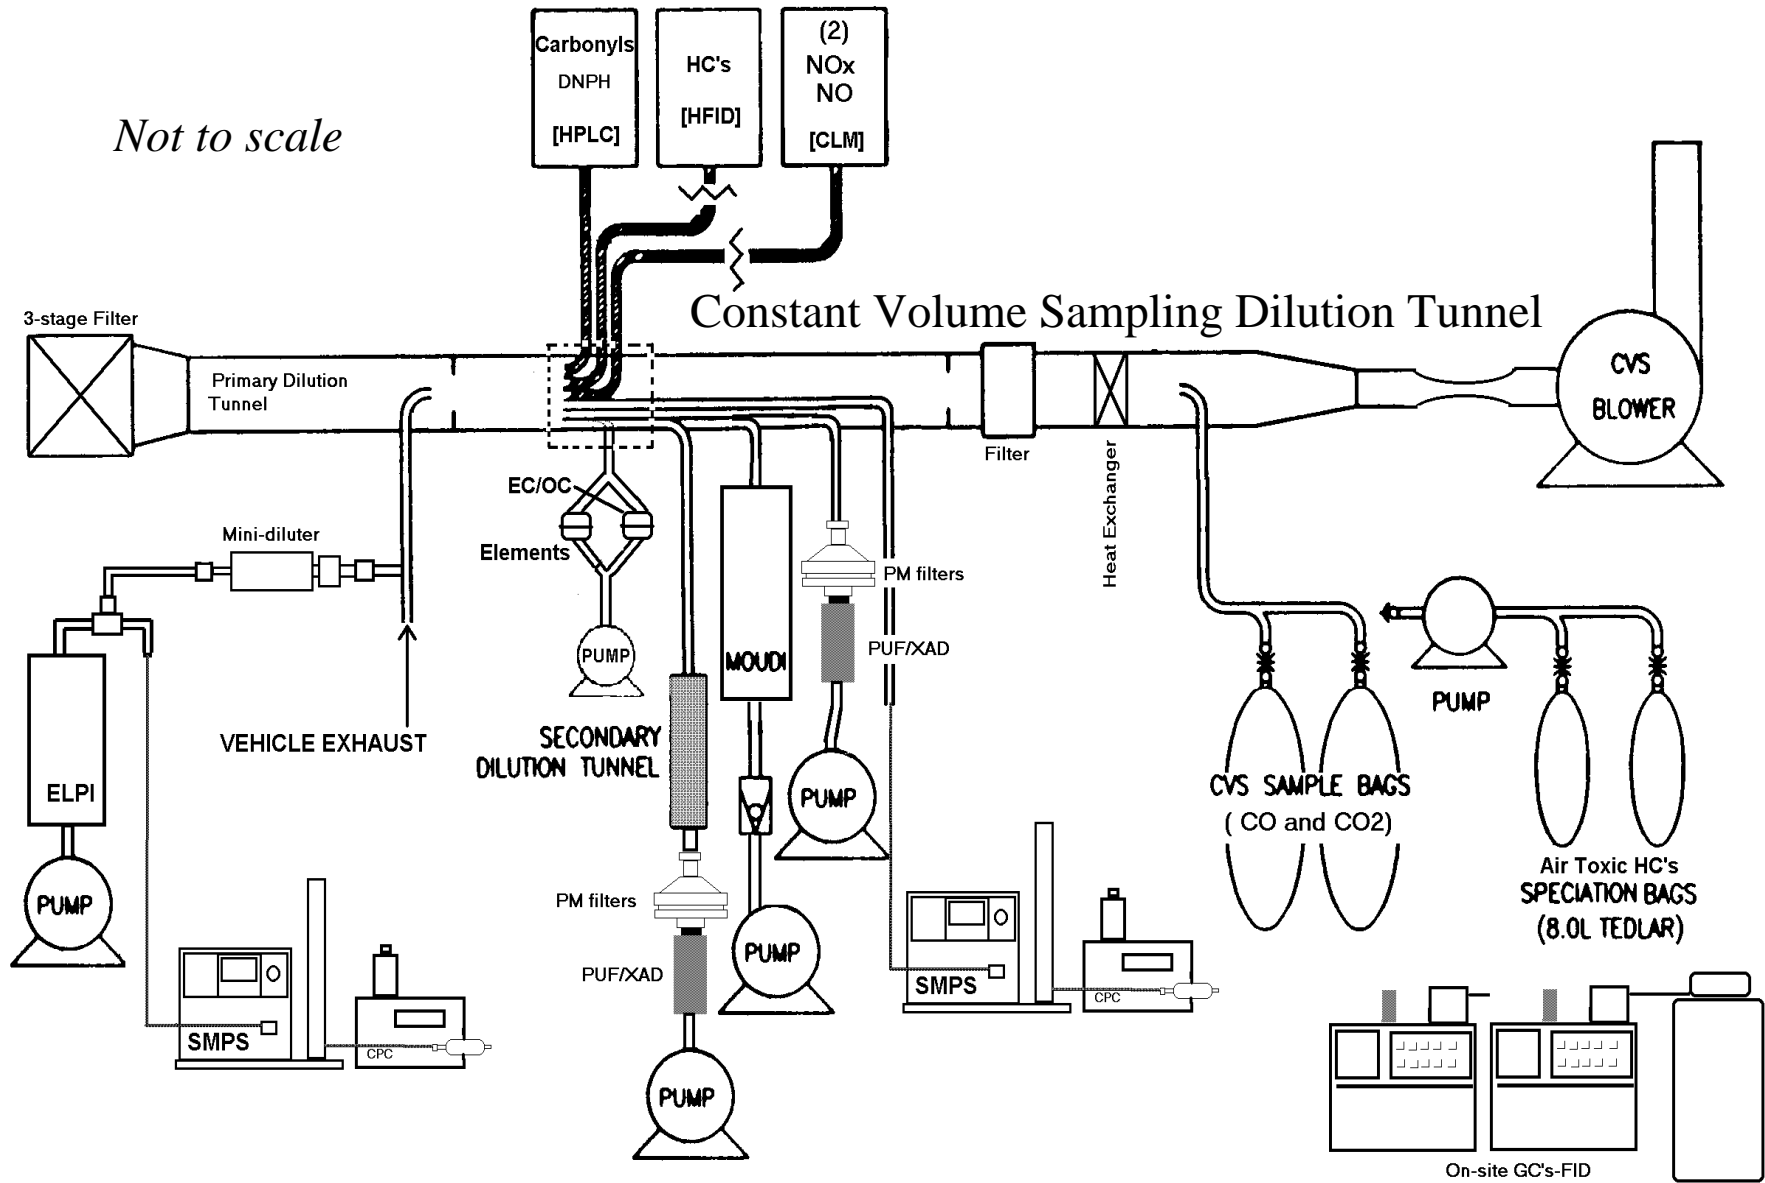 Carbonyls
DNPH
[HPLC]
HC's
[HFID]
(2)
NOx
NO
[CLM]
Not to scale
Constant Volume Sampling Dilution Tunnel
3-stage Filter
Primary Dilution
Tunnel
CVS
BLOWER
Filter
Heat Exchanger
EC/OC
Elements
PUMP
Mini-diluter
VEHICLE EXHAUST
ELPI
PUMP
SMPS
CPC
SECONDARY
DILUTION TUNNEL
PM filters
PUF/XAD
PUMP
MOUDI
PUMP
PM filters
PUF/XAD
PUMP
SMPS
CPC
CVS SAMPLE BAGS
( CO and CO2)
PUMP
Air Toxic HC's
SPECIATION BAGS
(8.0L TEDLAR)
On-site GC's-FID